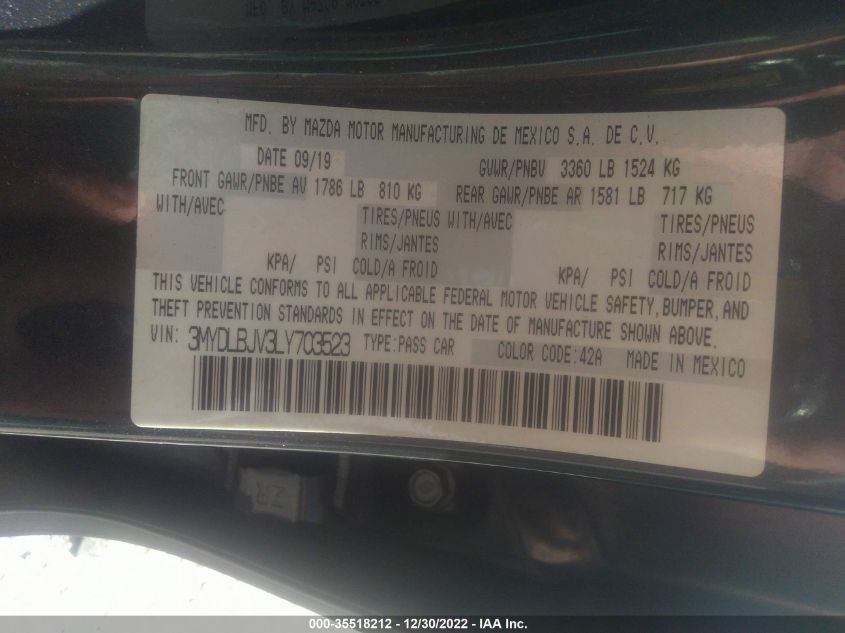 MFD. BY MAZDA MOTOR MANUFACTURING DE MEXICO S.A. DE C.V.
DATE 09/19 GVWR/PNBV 3360 LB 1524 KG
FRONT GAWR/PNBE AV 1786 LB 810 KG REAR GAWR/PNBE AR 1581 LB 717 KG
WITH/AVEC TIRES/PNEUS WITH/AVEC TIRES/PNEUS
RIMS/JANTES RIMS/JANTES
KPA/ PSI COLD/A FROID KPA/ PSI COLD/A FROID
THIS VEHICLE CONFORMS TO ALL APPLICABLE FEDERAL MOTOR VEHICLE SAFETY, BUMPER, AND
THEFT PREVENTION STANDARDS IN EFFECT ON THE DATE OF MANUFACTURE SHOWN ABOVE.
VIN: 3MYDLBJV3LY703523 TYPE:PASS CAR COLOR CODE:42A MADE IN MEXICO
ZR
000-35518212 - 12/30/2022 - IAA Inc.